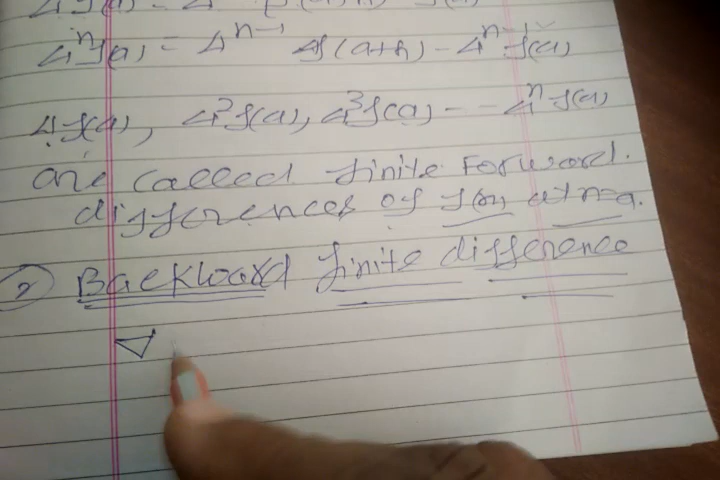 Δⁿf(a) = Δⁿ⁻¹ f(a+h) - Δⁿ⁻¹f(a)
Δf(a), Δ²f(a), Δ³f(a) --- Δⁿf(a)
are called finite Forward.
differences of f(x) at x=a.
② Backward finite difference
∇